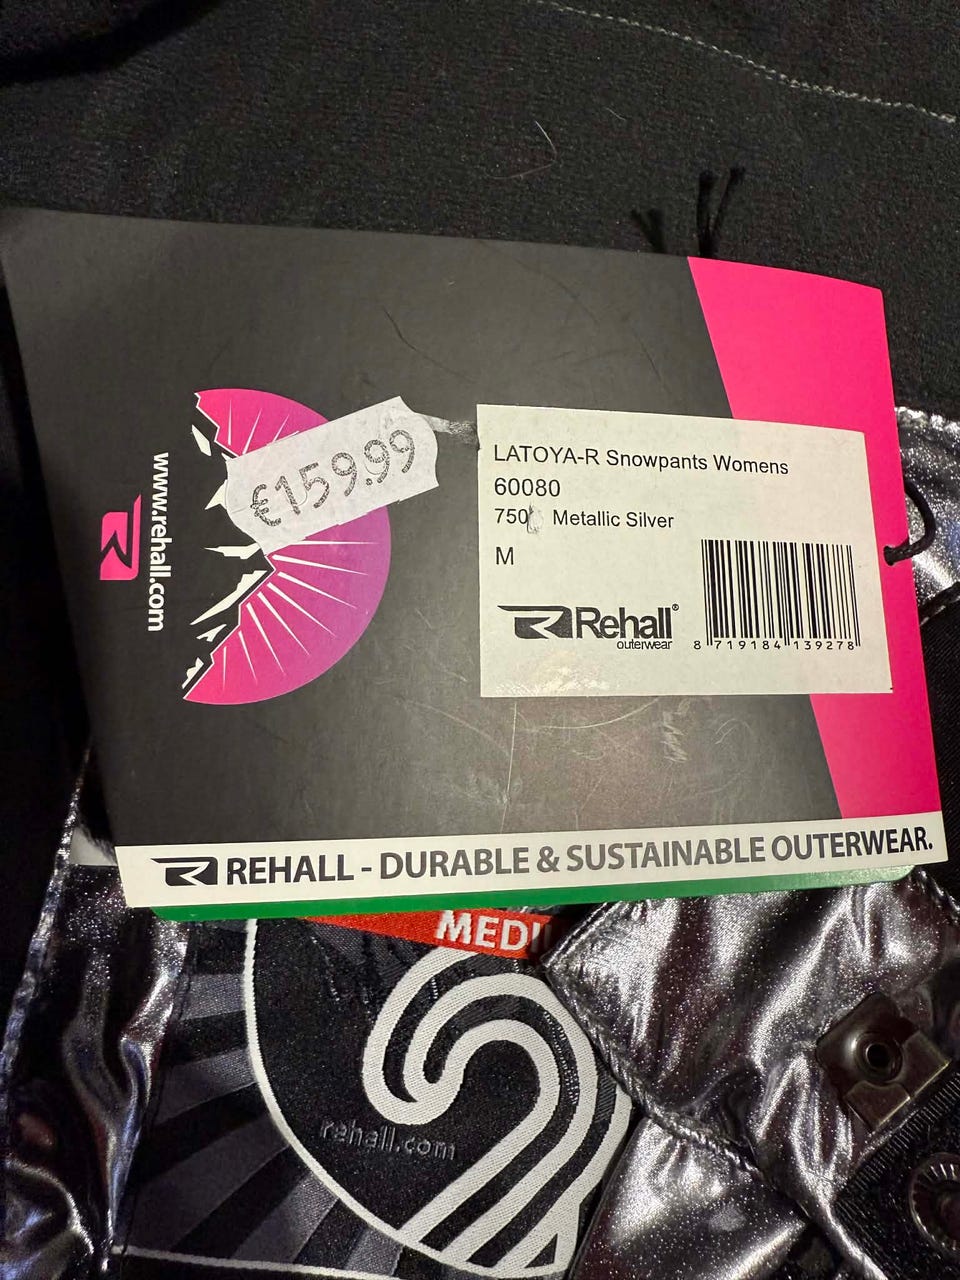 €159.99
www.rehall.com
LATOYA-R Snowpants Womens
60080
750 Metallic Silver
M
Rehall®
outerwear
8 719184 139278
REHALL - DURABLE & SUSTAINABLE OUTERWEAR.
rehall.com